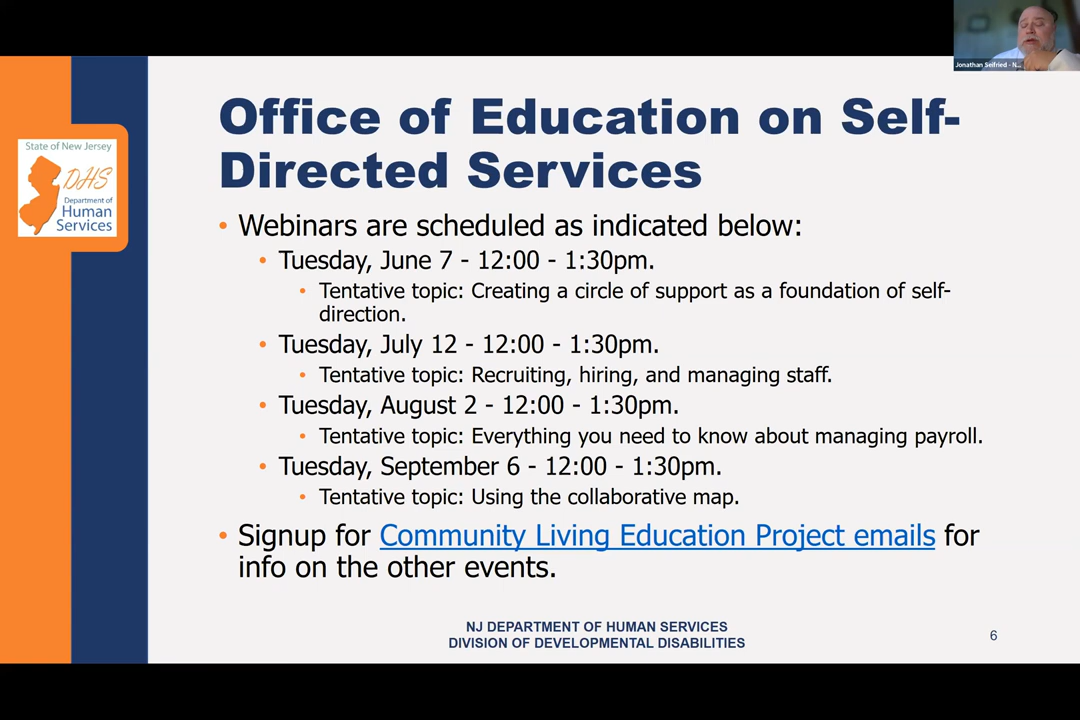 Jonathan Seifried - N...
Office of Education on Self-
Directed Services
State of New Jersey
DHS
Department of
Human
Services
• Webinars are scheduled as indicated below:
• Tuesday, June 7 - 12:00 - 1:30pm.
• Tentative topic: Creating a circle of support as a foundation of self-
direction.
• Tuesday, July 12 - 12:00 - 1:30pm.
• Tentative topic: Recruiting, hiring, and managing staff.
• Tuesday, August 2 - 12:00 - 1:30pm.
• Tentative topic: Everything you need to know about managing payroll.
• Tuesday, September 6 - 12:00 - 1:30pm.
• Tentative topic: Using the collaborative map.
• Signup for Community Living Education Project emails for
info on the other events.
NJ DEPARTMENT OF HUMAN SERVICES
DIVISION OF DEVELOPMENTAL DISABILITIES
6